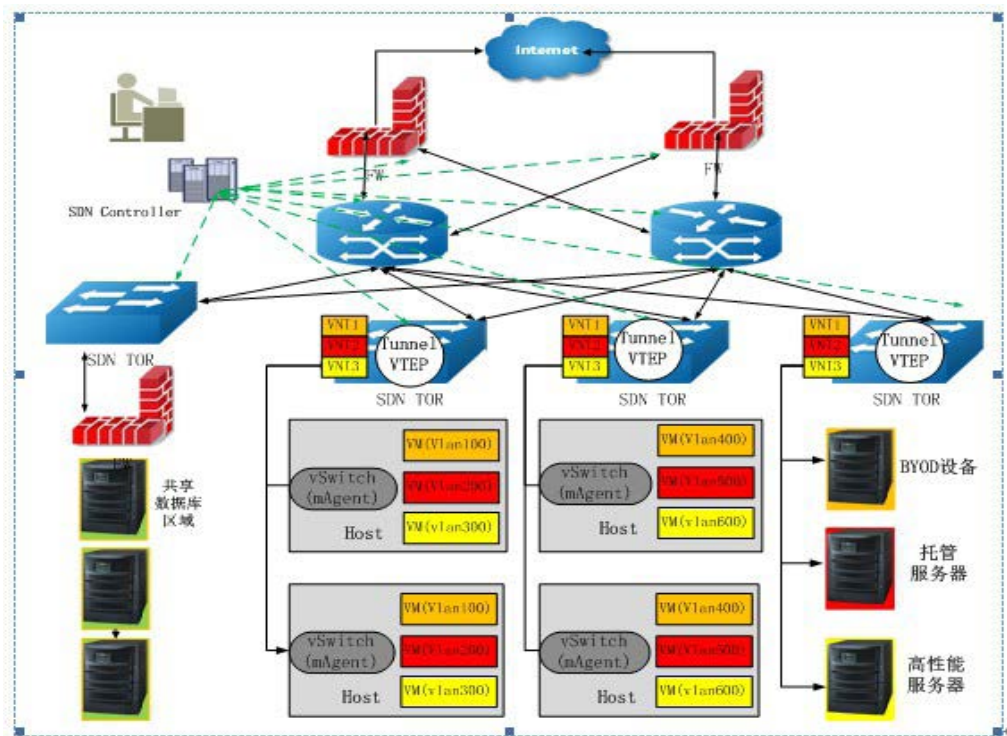 Internet
FW
FW
SDN Controller
SDN TOR
VNI1
VNI2
VNI3
Tunnel
VTEP
SDN TOR
VNI1
VNI2
VNI3
Tunnel
VTEP
SDN TOR
VNI1
VNI2
VNI3
Tunnel
VTEP
SDN TOR
FW
共享
数据库
区域
vSwitch
(mAgent)
Host
VM(Vlan100)
VM(Vlan200)
VM(vlan300)
vSwitch
(mAgent)
Host
VM(Vlan400)
VM(Vlan500)
VM(vlan600)
BYOD设备
托管
服务器
vSwitch
(mAgent)
Host
VM(Vlan100)
VM(Vlan200)
VM(vlan300)
vSwitch
(mAgent)
Host
VM(Vlan400)
VM(Vlan500)
VM(vlan600)
高性能
服务器